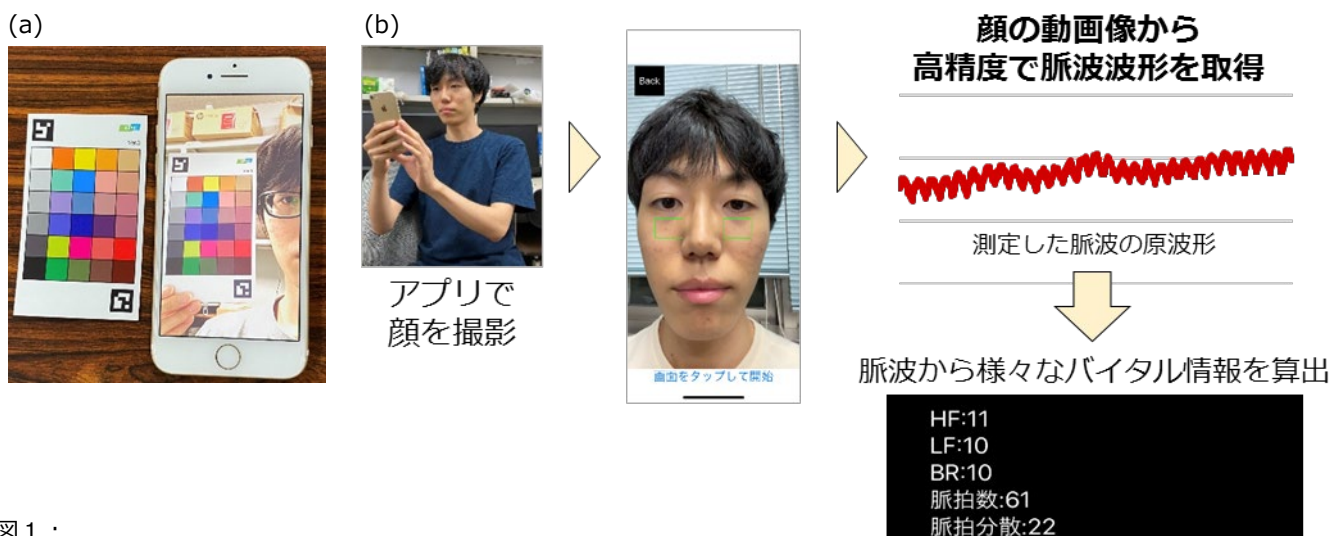 (a)
(b)
アプリで
顔を撮影
Back
画面をタップして開始
顔の動画像から
高精度で脈波波形を取得
測定した脈波の原波形
脈波から様々なバイタル情報を算出
HF:11
LF:10
BR:10
脈拍数:61
脈拍分散:22
図１：